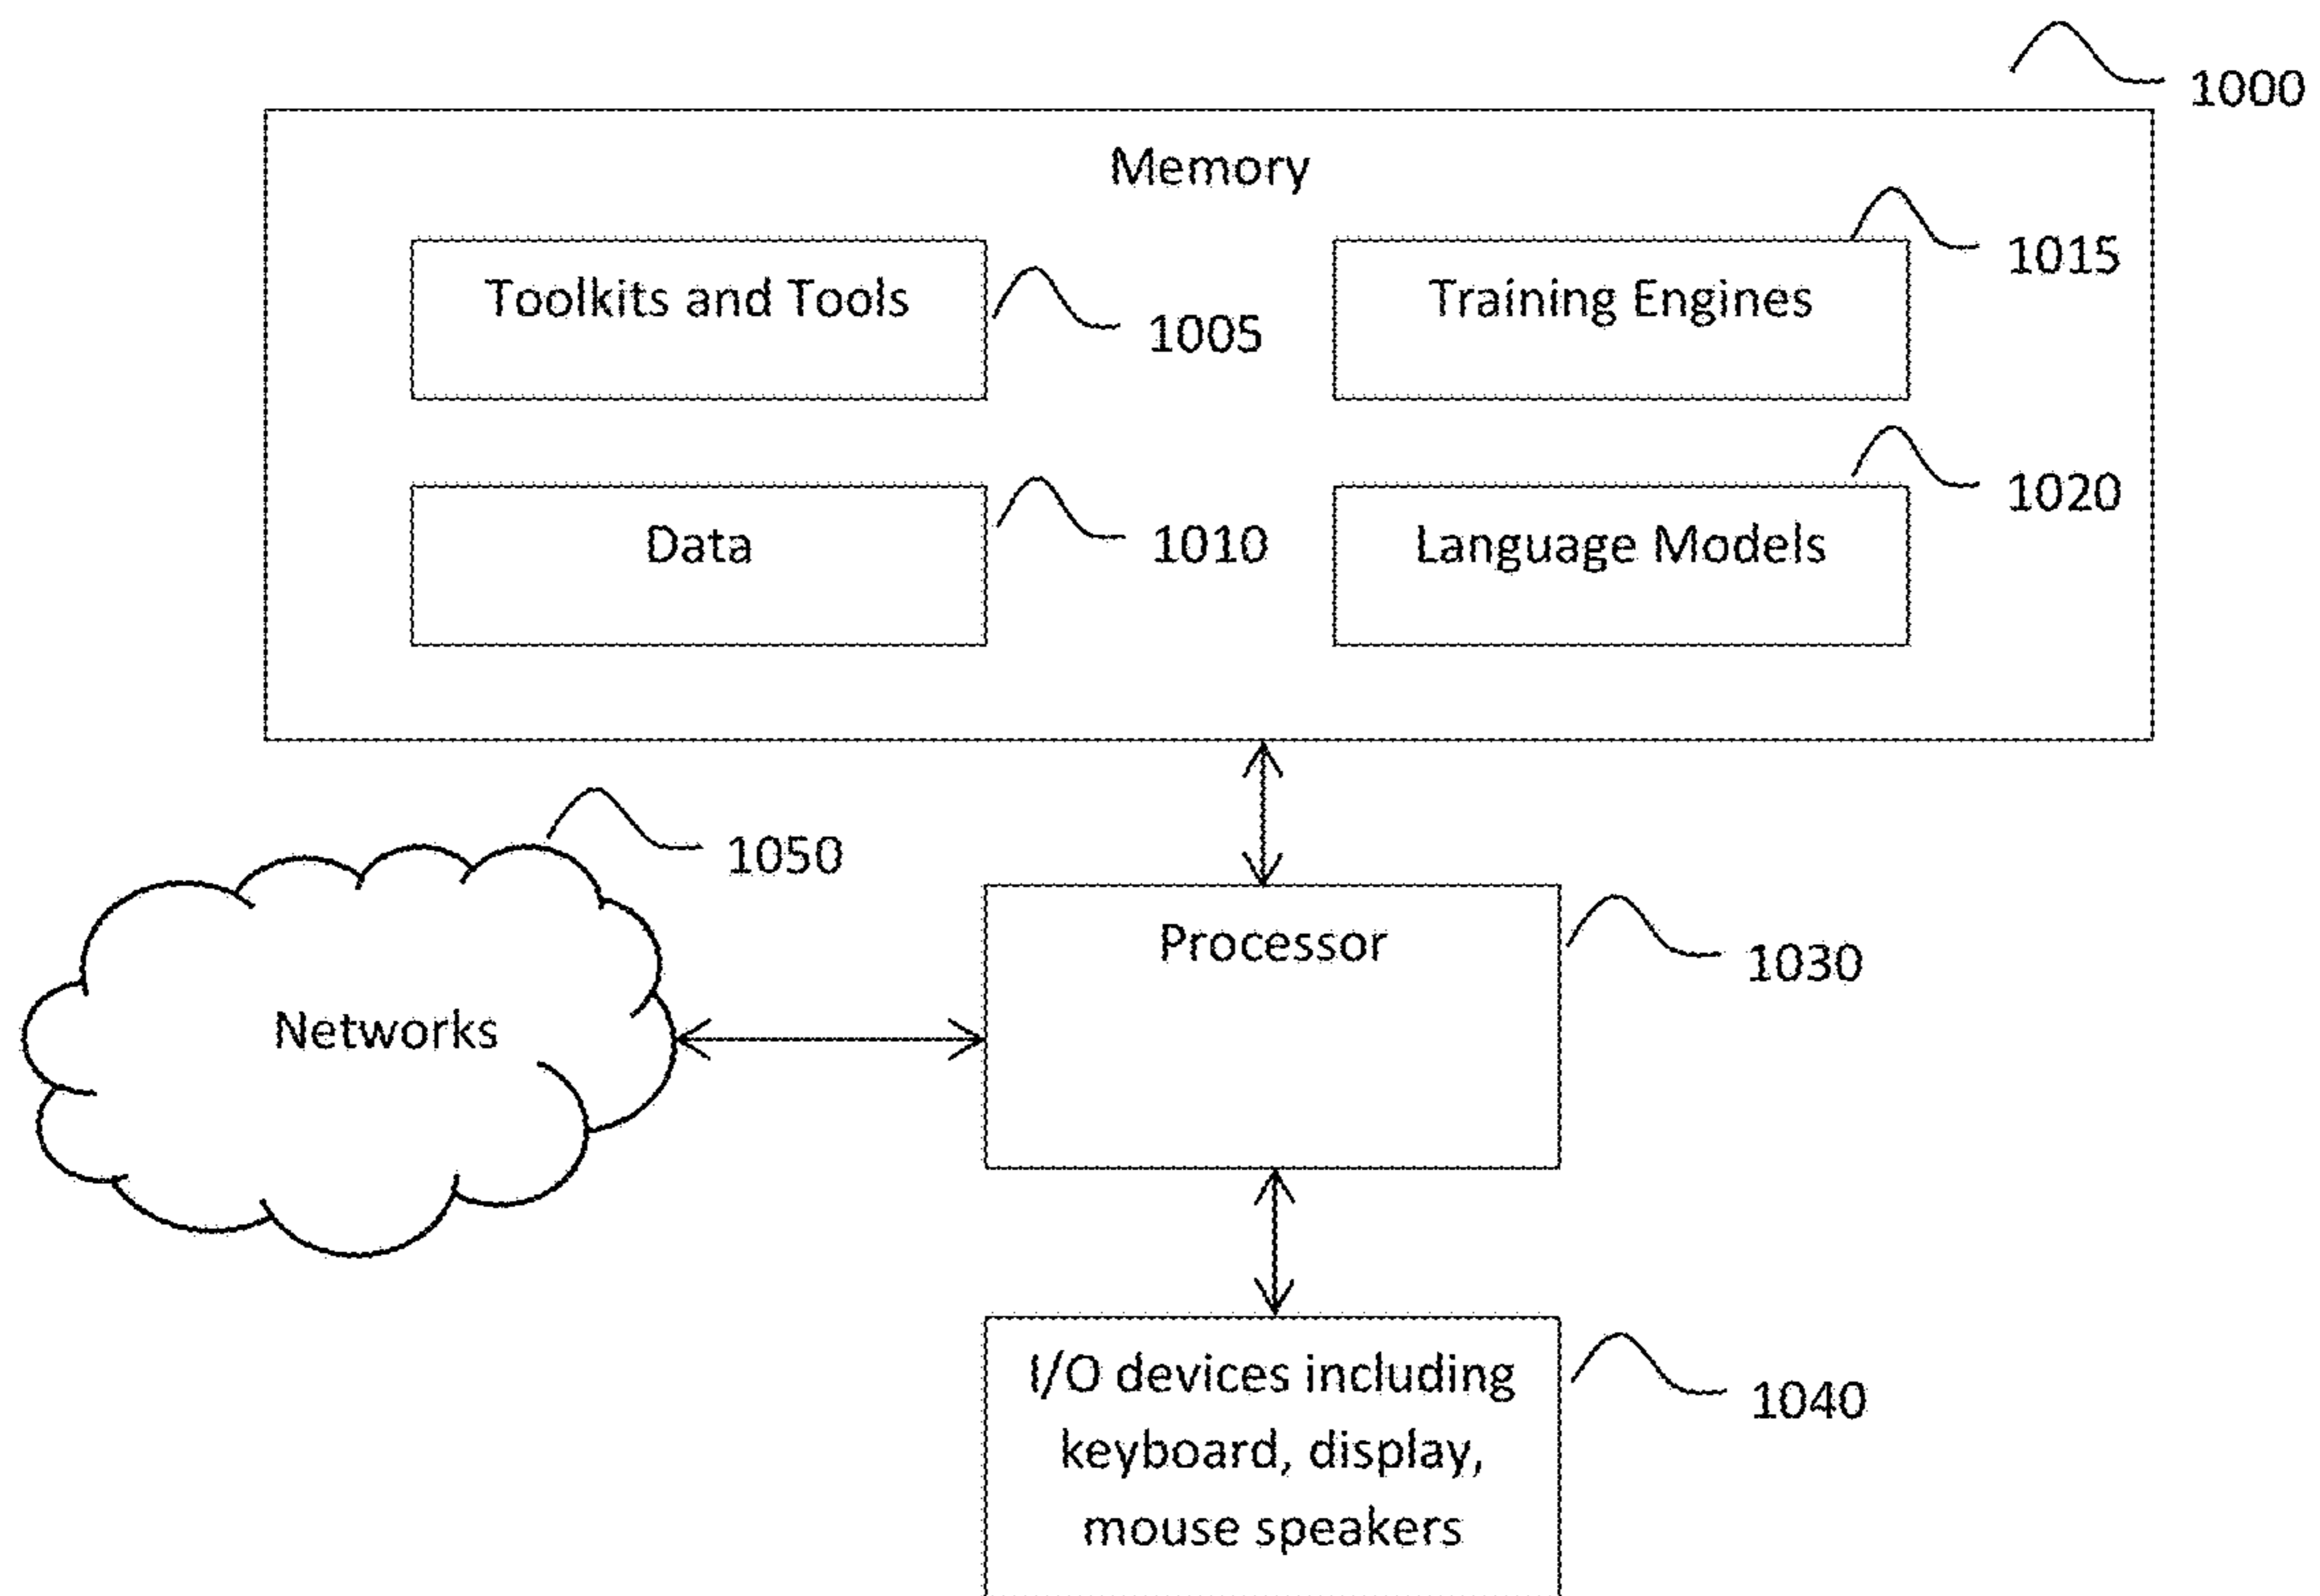 1000
Memory
Toolkits and Tools
1005
Training Engines
1015
Data
1010
Language Models
1020
1050
Networks
Processor
1030
I/O devices including
keyboard, display,
mouse speakers
1040